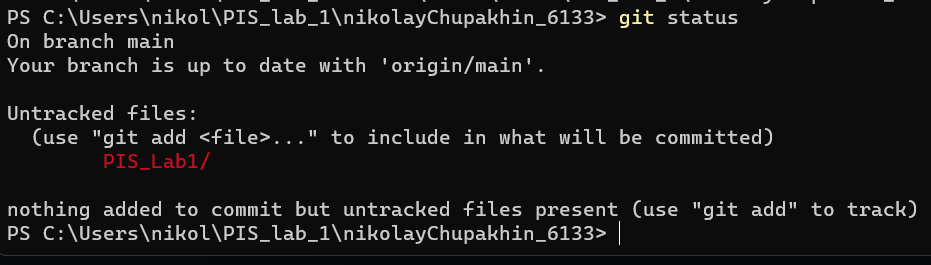 PS C:\Users\nikol\PIS_lab_1\nikolayChupakhin_6133> git status
On branch main
Your branch is up to date with 'origin/main'.
Untracked files:
(use "git add <file>..." to include in what will be committed)
PIS_Lab1/
nothing added to commit but untracked files present (use "git add" to track)
PS C:\Users\nikol\PIS_lab_1\nikolayChupakhin_6133>